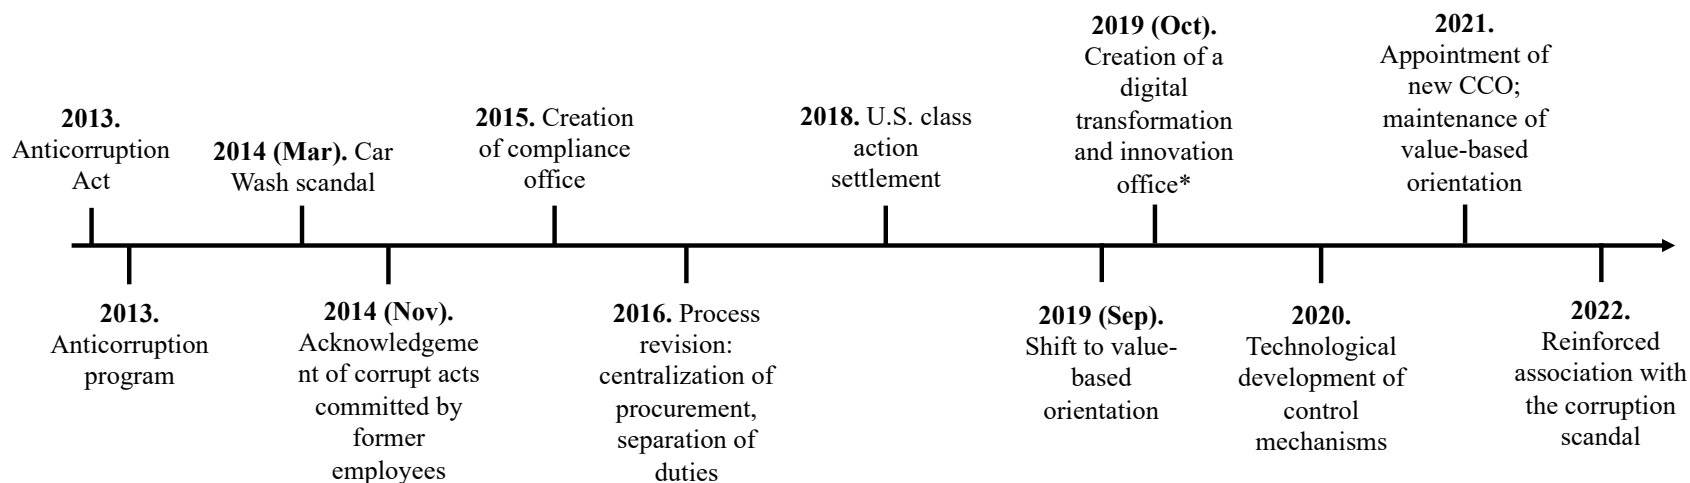 2013.
Anticorruption
Act
2014 (Mar). Car
Wash scandal
2015. Creation
of compliance
office
2018. U.S. class
action
settlement
2019 (Oct).
Creation of a
digital
transformation
and innovation
office*
2021.
Appointment of
new CCO;
maintenance of
value-based
orientation
2013.
Anticorruption
program
2014 (Nov).
Acknowledgeme
nt of corrupt acts
committed by
former
employees
2016. Process
revision:
centralization of
procurement,
separation of
duties
2019 (Sep).
Shift to value-
based
orientation
2020.
Technological
development of
control
mechanisms
2022.
Reinforced
association with
the corruption
scandal